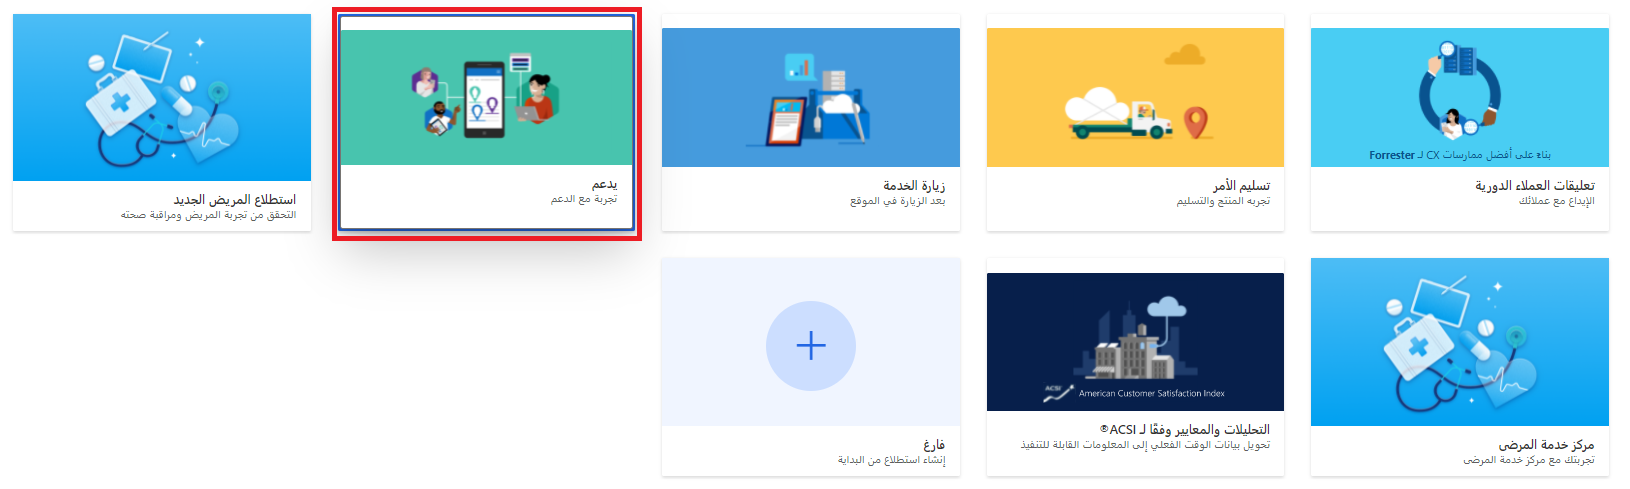 بناءً على أفضل ممارسات CX لـ Forrester
تعليقات العملاء الدورية
الإبداع مع عملائك
تسليم الأمر
تجربة المنتج والتسليم
زيارة الخدمة
بعد الزيارة في الموقع
يدعم
تجربة مع الدعم
استطلاع المريض الجديد
التحقق من تجربة المريض ومراقبة صحته
مركز خدمة المرضى
تجربتك مع مركز خدمة المرضى
ACSI
American Customer Satisfaction Index
التحليلات والمعايير وفقًا لـ ACSI®
تحويل بيانات الوقت الفعلي إلى المعلومات القابلة للتنفيذ
فارغ
إنشاء استطلاع من البداية